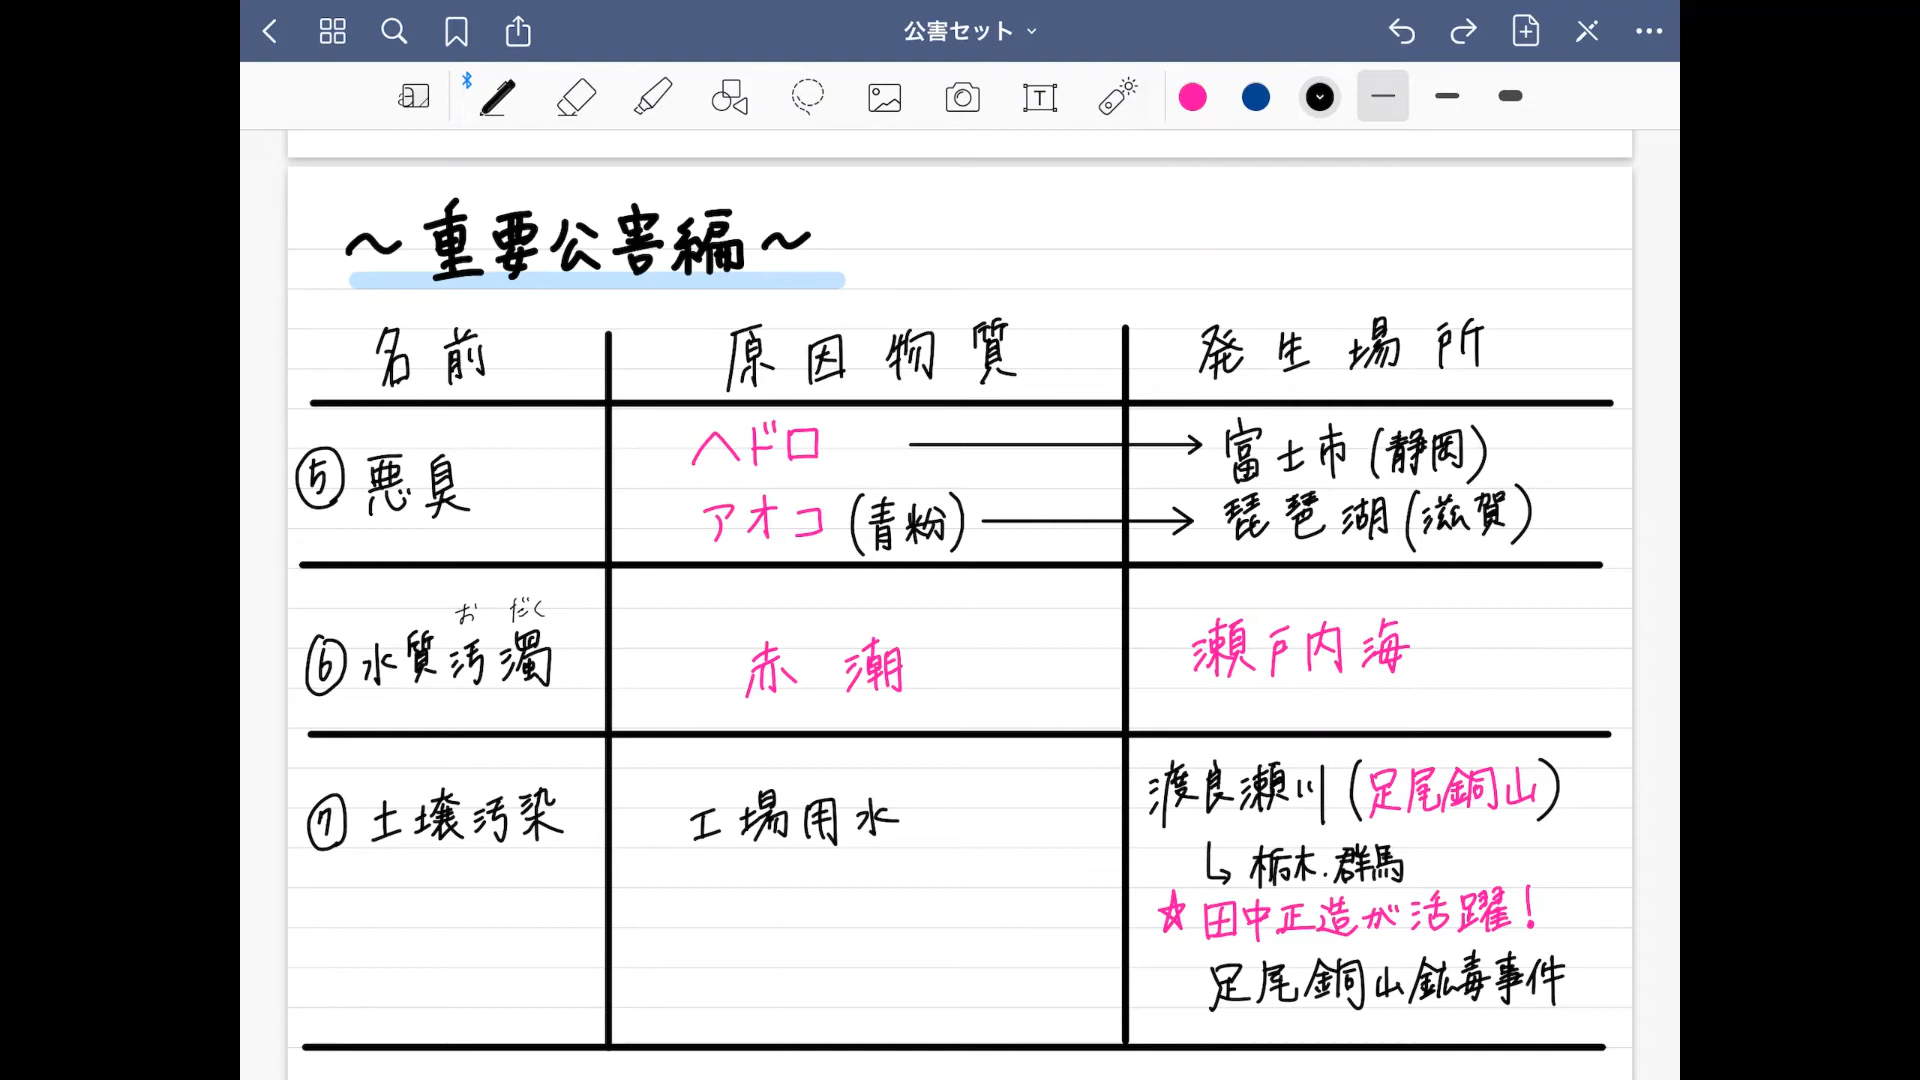 公害セット
～重要公害編～
名前 原因物質 発生場所
⑤悪臭 ヘドロ → 富士市(静岡)
アオコ(青粉) → 琵琶湖(滋賀)
おだく
⑥水質汚濁 赤潮 瀬戸内海
⑦土壌汚染 工場用水 渡良瀬川(足尾銅山)
↳栃木.群馬
☆田中正造が活躍!
足尾銅山鉱毒事件